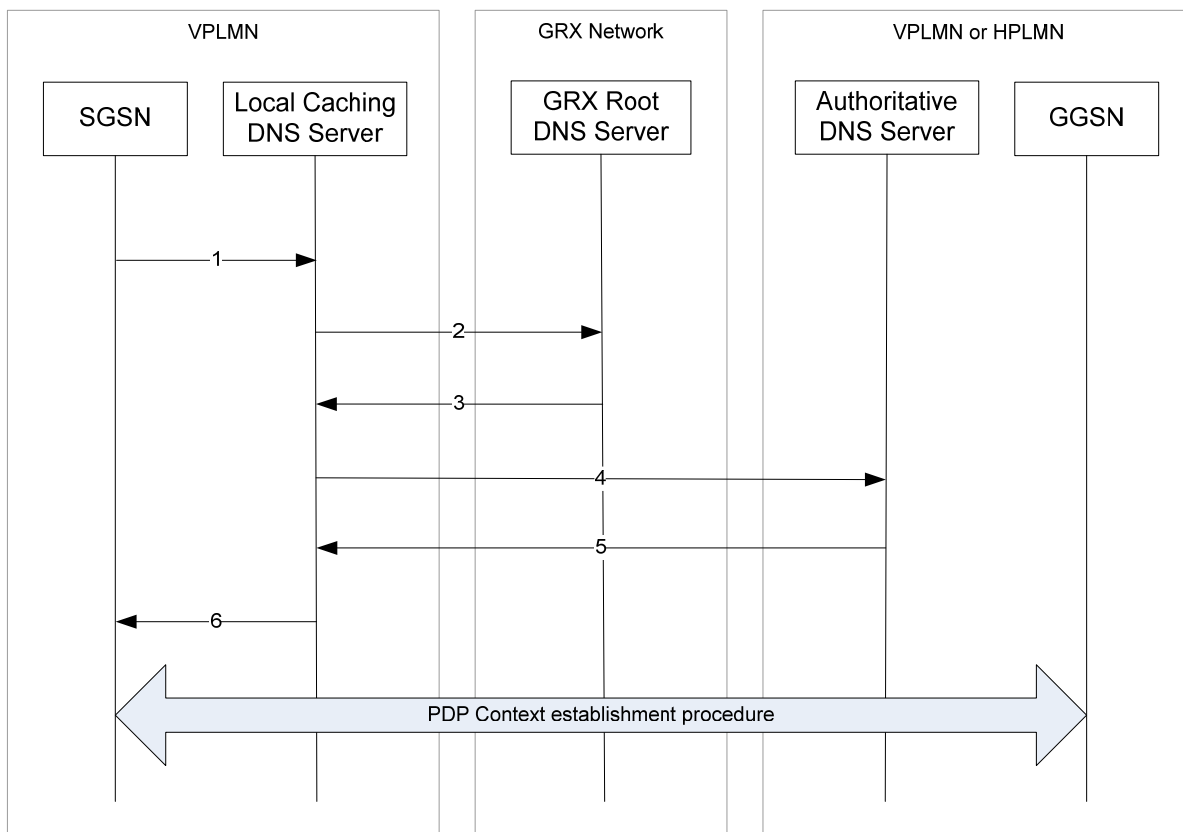 VPLMN
GRX Network
VPLMN or HPLMN
SGSN
Local Caching
DNS Server
GRX Root
DNS Server
Authoritative
DNS Server
GGSN
1
2
3
4
5
6
PDP Context establishment procedure